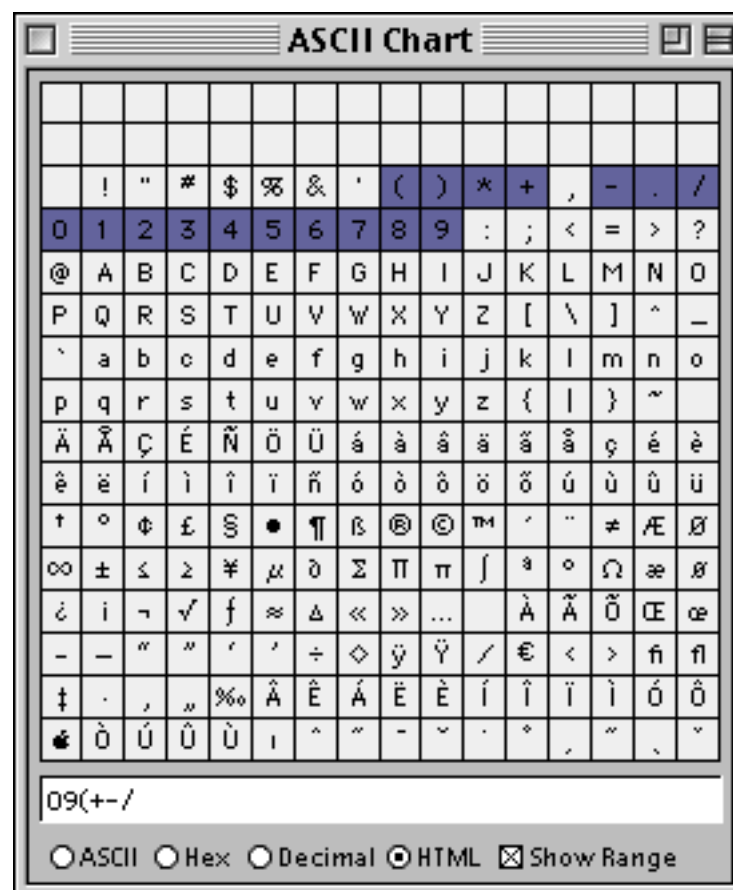 ASCII Chart
! " # $ % & ' ( ) * + , - . /
0 1 2 3 4 5 6 7 8 9 : ; < = > ?
@ A B C D E F G H I J K L M N O
P Q R S T U V W X Y Z [ \ ] ^ _
` a b c d e f g h i j k l m n o
p q r s t u v w x y z { | } ~
Ä Å Ç É Ñ Ö Ü á à â ä ã å ç é è
ê ë í ì î ï ñ ó ò ô ö õ ú ù û ü
† ° ¢ £ § • ¶ ß ® © ™ ´ ¨ ≠ Æ Ø
∞ ± ≤ ≥ ¥ µ ∂ Σ Π π ∫ ª º Ω æ ø
¿ ¡ ¬ √ ƒ ≈ ∆ « » … À Ã Õ Œ œ
– — “ ” ‘ ’ ÷ ◊ ÿ Ÿ ⁄ € ‹ › fi fl
‡ · ‚ „ ‰ Â Ê Á Ë È Í Î Ï Ì Ó Ô
 Ò Ú Û Ù ı ˆ ˜ ¯ ˘ ˙ ˚ ¸ ˝ ˛ ˇ
09(+-/
ASCII Hex Decimal HTML Show Range